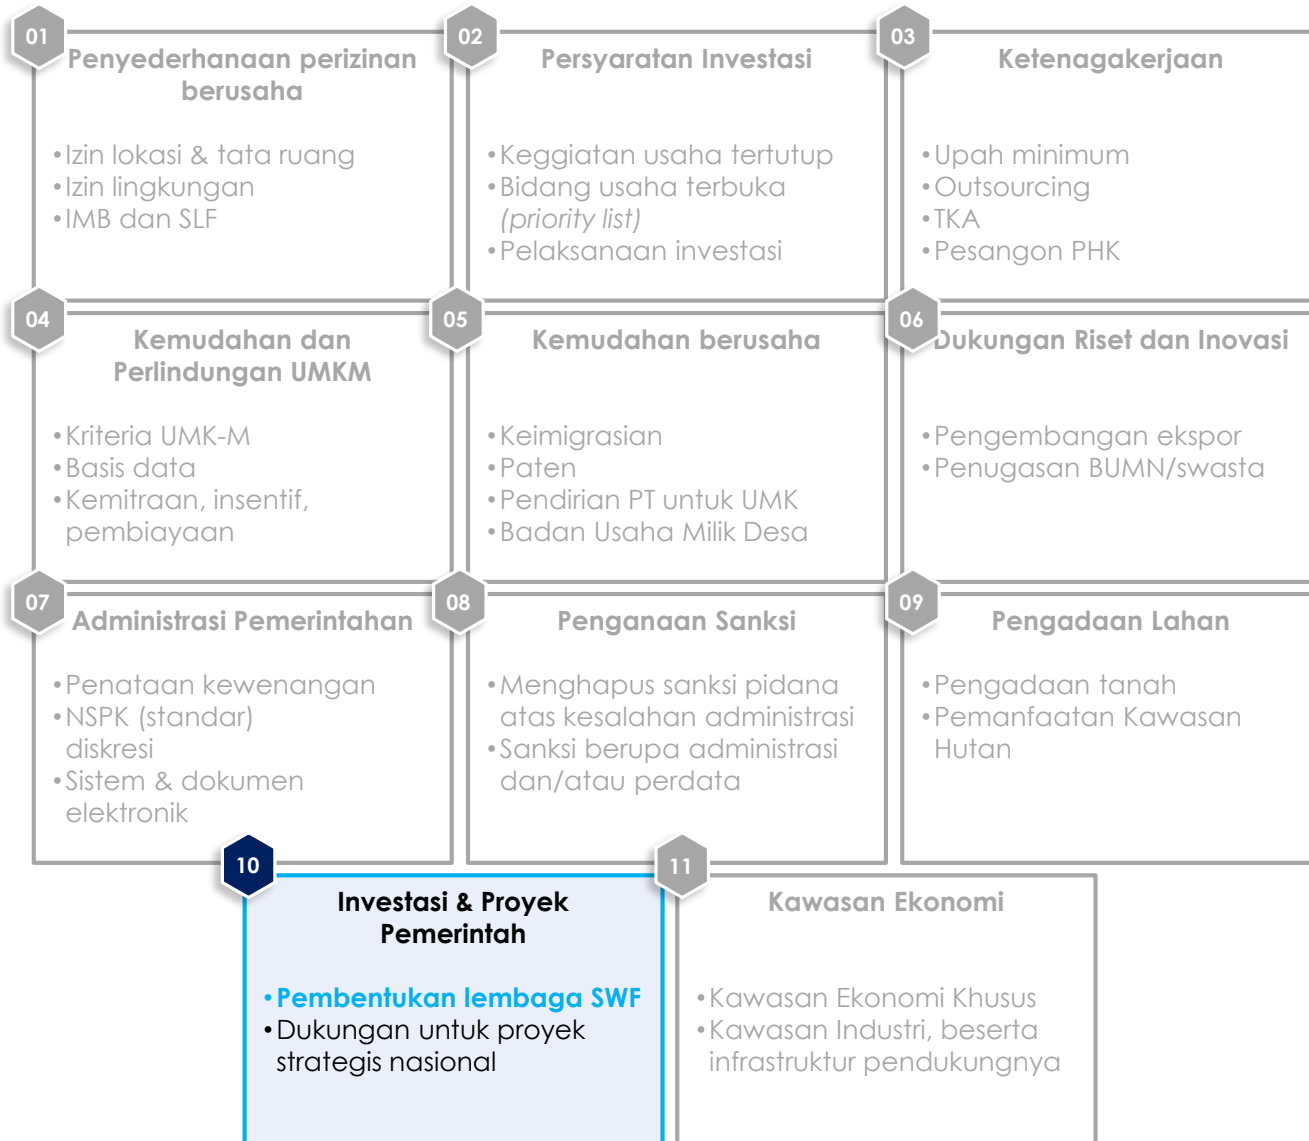 01
Penyederhanaan perizinan
berusaha
•Izin lokasi & tata ruang
•Izin lingkungan
•IMB dan SLF
02
Persyaratan Investasi
•Keggiatan usaha tertutup
•Bidang usaha terbuka
(priority list)
•Pelaksanaan investasi
03
Ketenagakerjaan
•Upah minimum
•Outsourcing
•TKA
•Pesangon PHK
04
Kemudahan dan
Perlindungan UMKM
•Kriteria UMK-M
•Basis data
•Kemitraan, insentif,
pembiayaan
05
Kemudahan berusaha
•Keimigrasian
•Paten
•Pendirian PT untuk UMK
•Badan Usaha Milik Desa
06
Dukungan Riset dan Inovasi
•Pengembangan ekspor
•Penugasan BUMN/swasta
07
Administrasi Pemerintahan
•Penataan kewenangan
•NSPK (standar)
diskresi
•Sistem & dokumen
elektronik
08
Penganaan Sanksi
•Menghapus sanksi pidana
atas kesalahan administrasi
•Sanksi berupa administrasi
dan/atau perdata
09
Pengadaan Lahan
•Pengadaan tanah
•Pemanfaatan Kawasan
Hutan
10
Investasi & Proyek
Pemerintah
•Pembentukan lembaga SWF
•Dukungan untuk proyek
strategis nasional
11
Kawasan Ekonomi
•Kawasan Ekonomi Khusus
•Kawasan Industri, beserta
infrastruktur pendukungnya